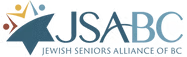 JSABC
JEWISH SENIORS ALLIANCE OF BC